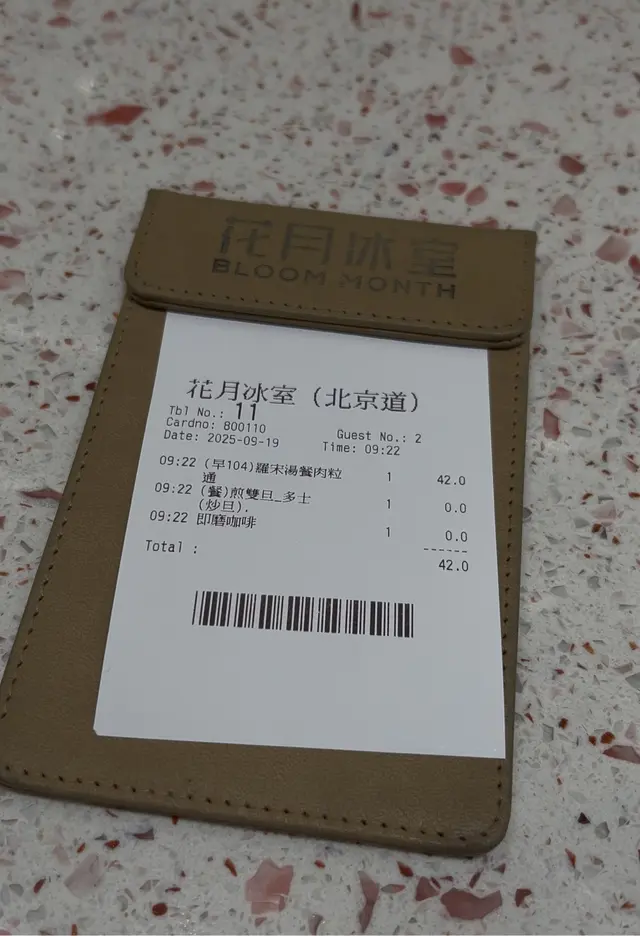 花月冰室
BLOOM MONTH
花月冰室 (北京道)
Tbl No.: 11
Cardno: B00110 Guest No.: 2
Date: 2025-09-19 Time: 09:22
09:22 (早104)羅宋湯餐肉粒 1 42.0
通
09:22 (餐)煎雙旦_多士 1 0.0
(炒旦).
09:22 即磨咖啡 1 0.0
------
Total : 42.0